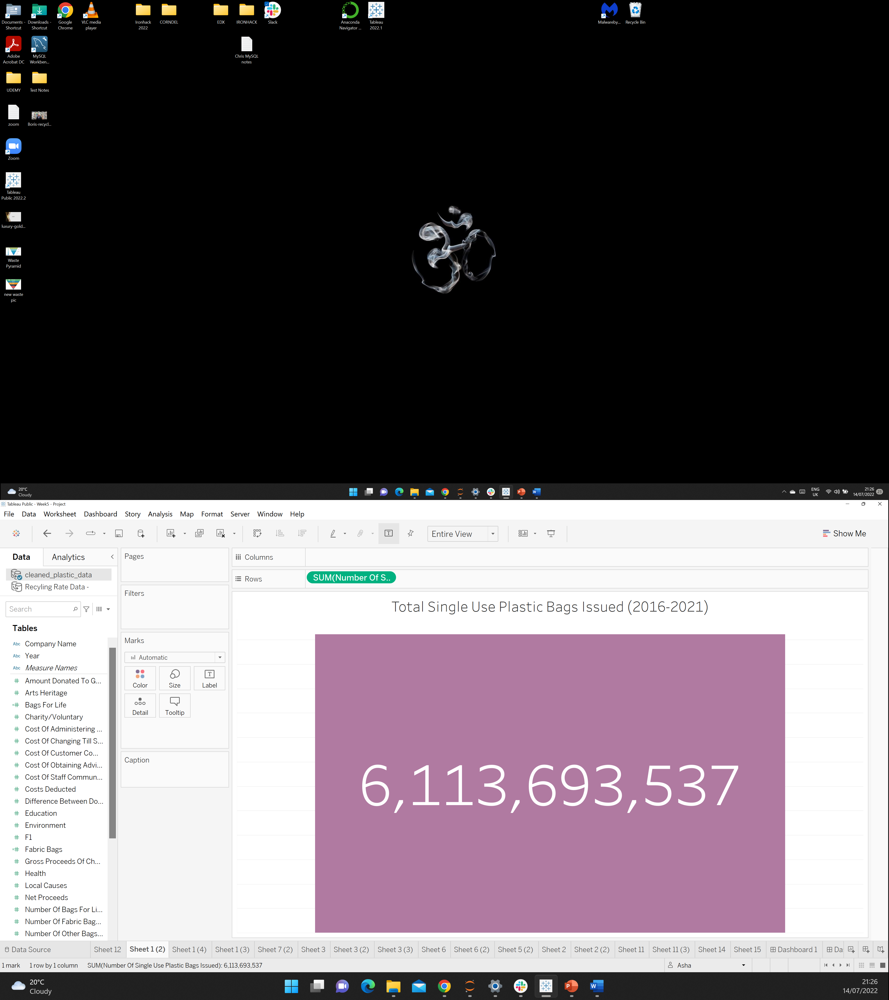 Documents - Shortcut
Downloads - Shortcut
Google Chrome
VLC media player
Ironhack 2022
CORNDEL
EDX
IRONHACK
Slack
Anaconda Navigator ...
Tableau 2022.1
Malwareby...
Recycle Bin
Adobe Acrobat DC
MySQL Workben...
Chris MySQL notes
UDEMY
Test Notes
zoom
Boris-recycl...
Zoom
Tableau Public 2022.2
luxury-gold...
Waste Pyramid
new waste pic
20°C
Cloudy
ENG
UK
21:26
14/07/2022
23
Tableau Public - Week5 - Project
File Data Worksheet Dashboard Story Analysis Map Format Server Window Help
Entire View
Show Me
Data Analytics
cleaned_plastic_data
Recyling Rate Data -
Search
Tables
Abc Company Name
Abc Year
Abc Measure Names
Amount Donated To G...
Arts Heritage
Bags For Life
Charity/Voluntary
Cost Of Administering ...
Cost Of Changing Till S...
Cost Of Customer Co...
Cost Of Obtaining Advi...
Cost Of Staff Commun...
Costs Deducted
Difference Between Do...
Education
Environment
F1
Fabric Bags
Gross Proceeds Of Ch...
Health
Local Causes
Net Proceeds
Number Of Bags For Li...
Number Of Fabric Bag...
Number Of Other Bags...
Pages
Filters
Marks
Automatic
Color
Size
Label
Detail
Tooltip
Caption
Columns
Rows
SUM(Number Of S..
Total Single Use Plastic Bags Issued (2016-2021)
6,113,693,537
Data Source
Sheet 12
Sheet 1 (2)
Sheet 1 (4)
Sheet 1 (3)
Sheet 7 (2)
Sheet 3
Sheet 3 (2)
Sheet 3 (3)
Sheet 6
Sheet 6 (2)
Sheet 5 (2)
Sheet 2
Sheet 2 (2)
Sheet 11
Sheet 11 (3)
Sheet 14
Sheet 15
Dashboard 1
Da
1 mark
1 row by 1 column
SUM(Number Of Single Use Plastic Bags Issued): 6,113,693,537
Asha
20°C
Cloudy
21:26
14/07/2022